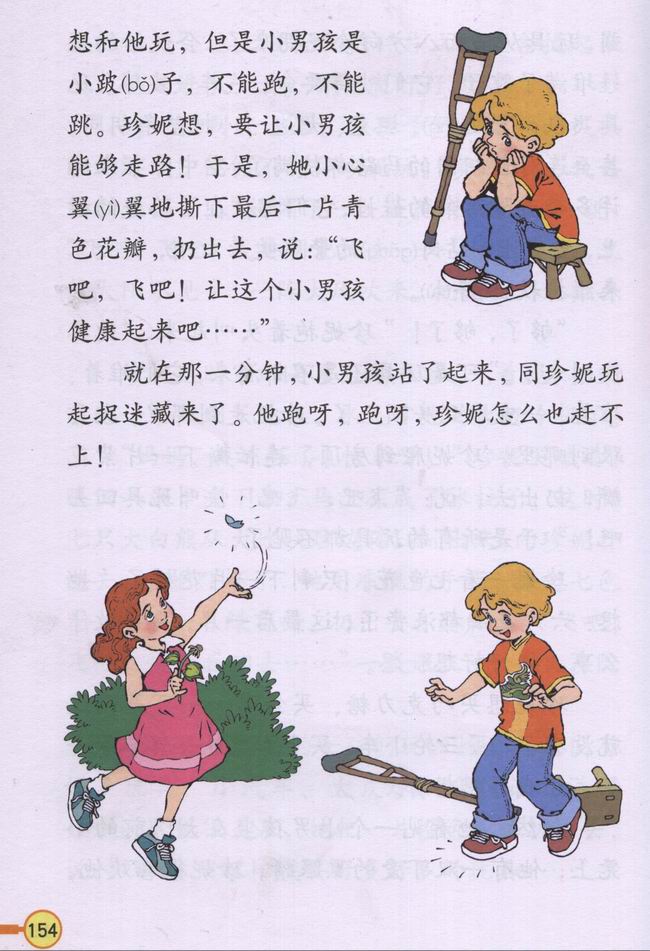 想和他玩，但是小男孩是
小跛(bǒ)子，不能跑、不能
跳。珍妮想，要让小男孩
能够走路！于是，她小心
翼(yì)翼地撕下最后一片青
色花瓣，扔出去，说：“飞
吧，飞吧！让这个小男孩
健康起来吧……”
就在那一分钟，小男孩站了起来，同珍妮玩
起捉迷藏来了。他跑呀，跑呀，珍妮怎么也赶不
上！
154